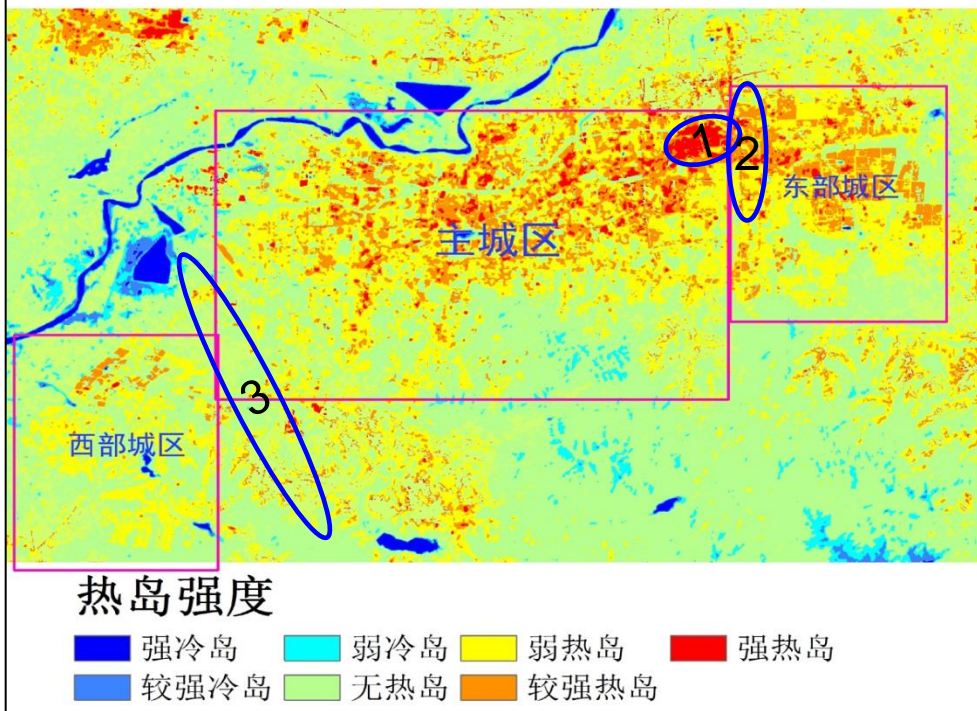 1
2
东部城区
主城区
3
西部城区
热岛强度
强冷岛 弱冷岛 弱热岛 强热岛
较强冷岛 无热岛 较强热岛